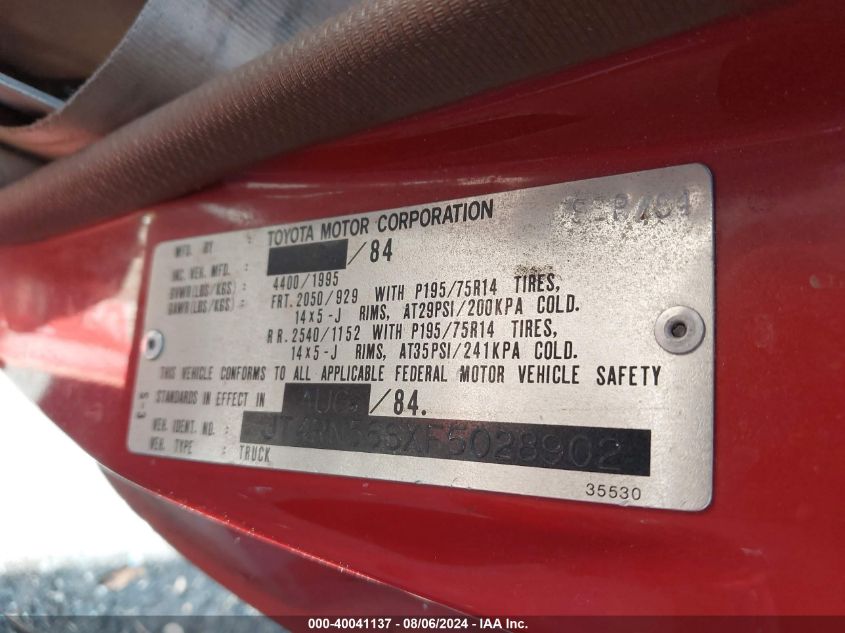 MFD. BY : TOYOTA MOTOR CORPORATION
INC. VEH. MFD. : /84
GVWR(LBS/KGS) : 4400/1995
GAWR(LBS/KGS) : FRT. 2050/929 WITH P195/75R14 TIRES,
14x5-J RIMS, AT29PSI/200KPA COLD.
RR. 2540/1152 WITH P195/75R14 TIRES,
14x5-J RIMS, AT35PSI/241KPA COLD.
THIS VEHICLE CONFORMS TO ALL APPLICABLE FEDERAL MOTOR VEHICLE SAFETY
STANDARDS IN EFFECT IN AUG. /84.
VEH. IDENT. NO. :
VEH. TYPE : TRUCK
35530
000-40041137 - 08/06/2024 - IAA Inc.